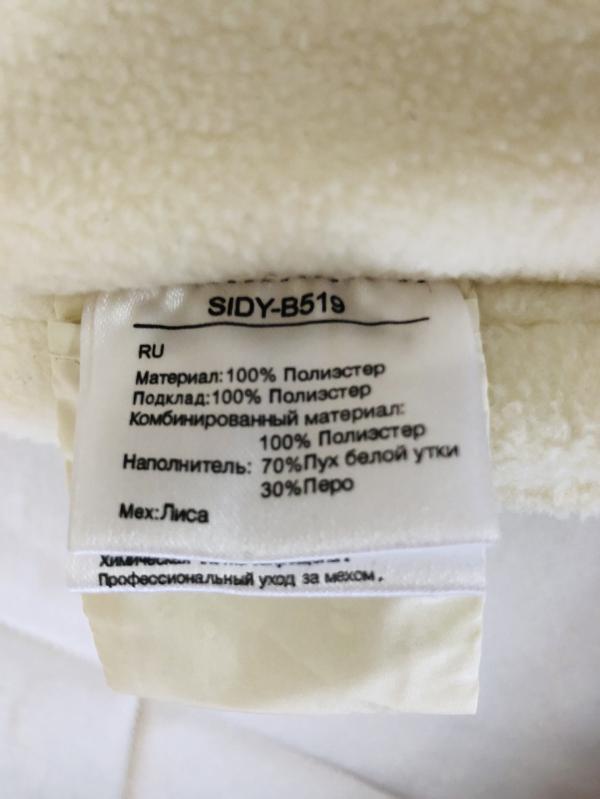 SIDY-B519
RU
Материал:100% Полиэстер
Подклад:100% Полиэстер
Комбинированный материал:
100% Полиэстер
Наполнитель: 70%Пух белой утки
30%Перо
Мех:Лиса
Химическая
Профессиональный уход за мехом.